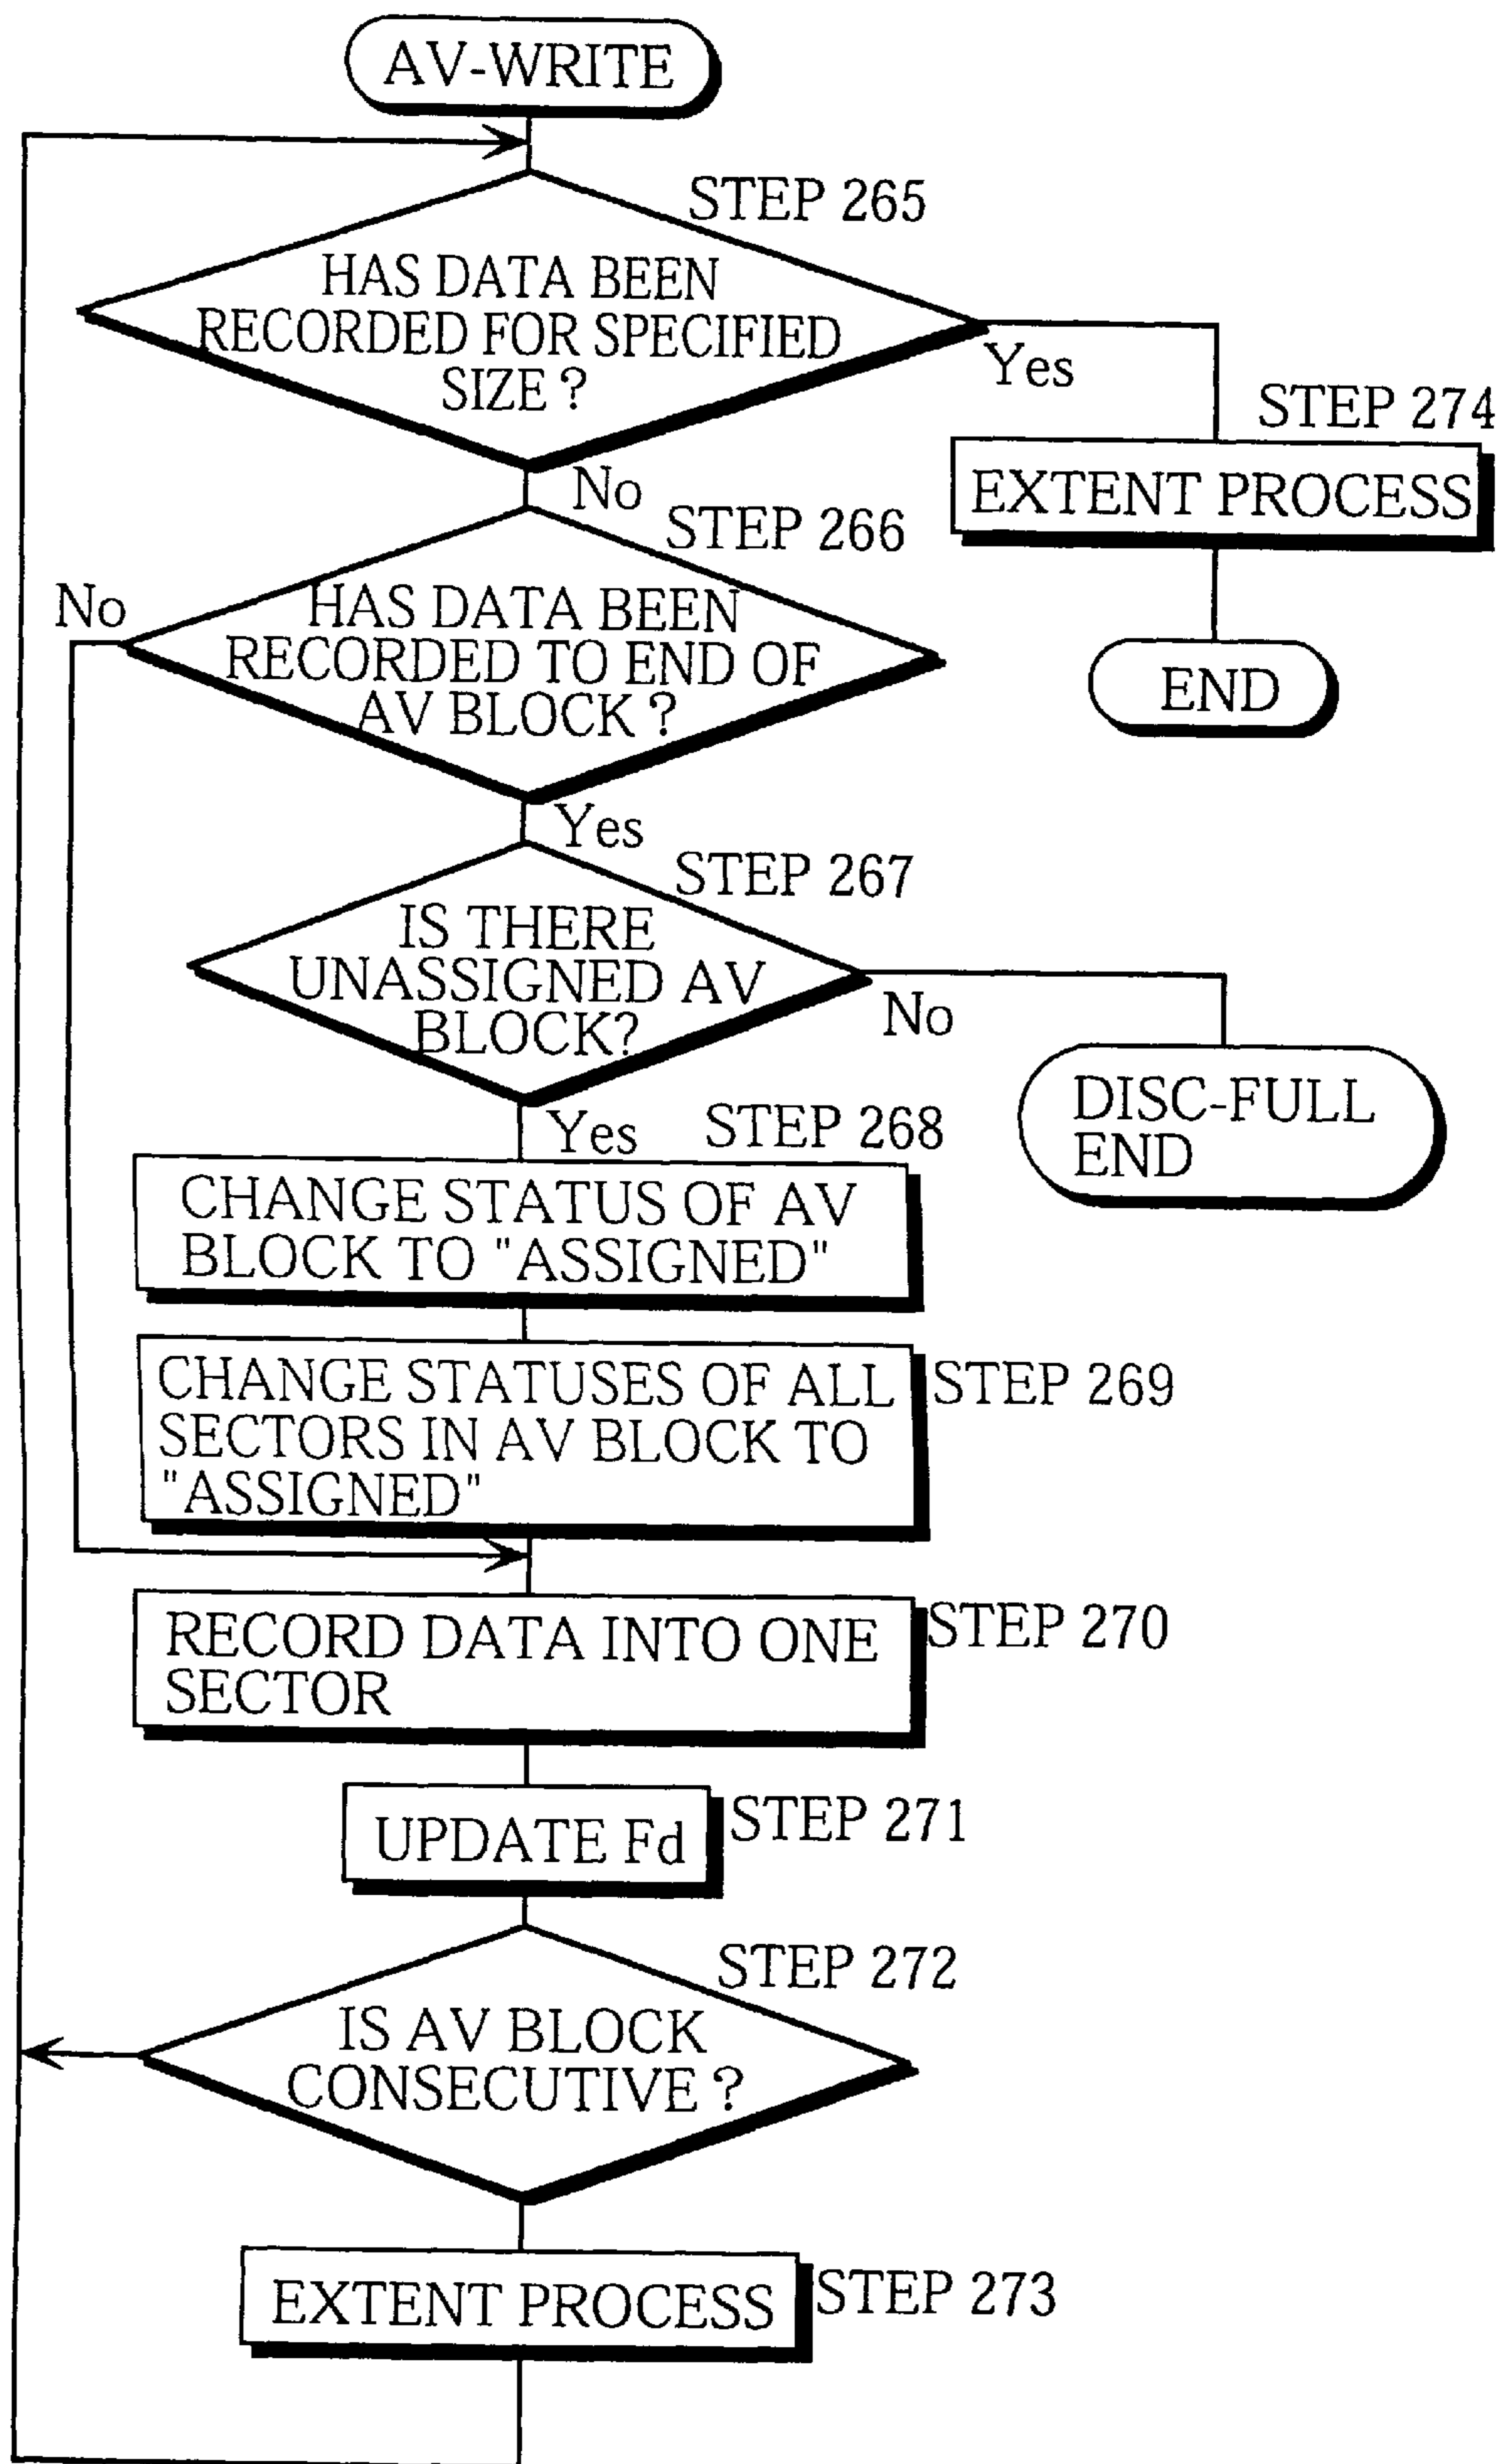 AV-WRITE
STEP 265
HAS DATA BEEN
RECORDED FOR SPECIFIED
SIZE ?
Yes
STEP 274
EXTENT PROCESS
END
No
STEP 266
No
HAS DATA BEEN
RECORDED TO END OF
AV BLOCK ?
Yes
STEP 267
IS THERE
UNASSIGNED AV
BLOCK?
No
DISC-FULL
END
Yes
STEP 268
CHANGE STATUS OF AV
BLOCK TO "ASSIGNED"
CHANGE STATUSES OF ALL
SECTORS IN AV BLOCK TO
"ASSIGNED"
STEP 269
RECORD DATA INTO ONE
SECTOR
STEP 270
UPDATE Fd
STEP 271
STEP 272
IS AV BLOCK
CONSECUTIVE ?
EXTENT PROCESS
STEP 273